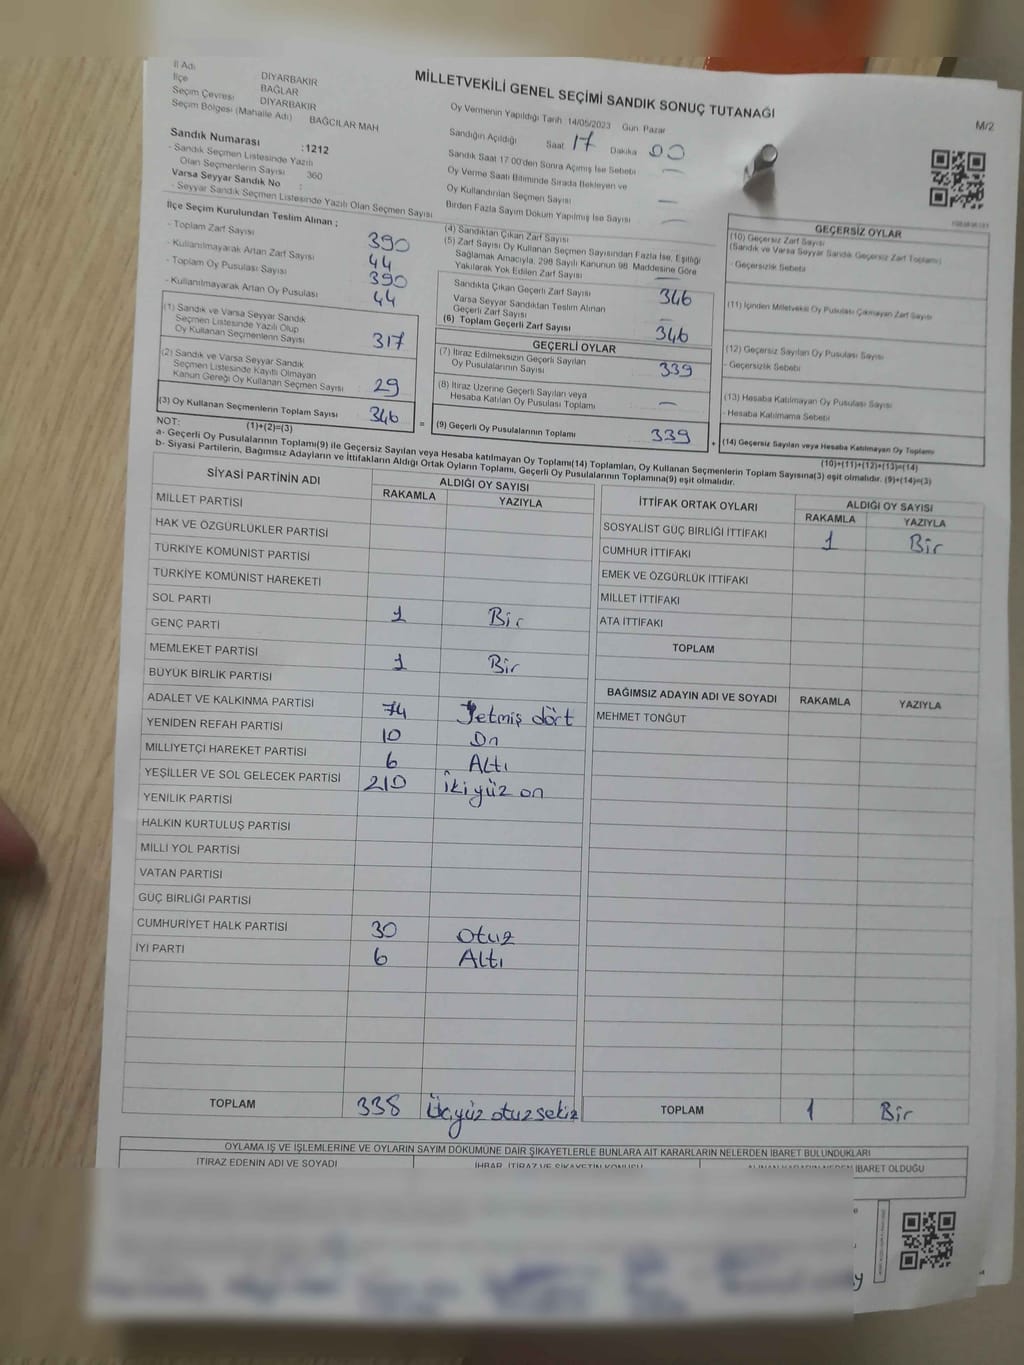 MİLLETVEKİLİ GENEL SEÇİMİ SANDIK SONUÇ TUTANAĞI
M/2
İl Adı DİYARBAKIR
İlçe BAĞLAR
Seçim Çevresi DİYARBAKIR
Seçim Bölgesi (Mahalle Adı) BAĞCILAR MAH
Sandık Numarası :1212
- Sandık Seçmen Listesinde Yazılı
Olan Seçmenlerin Sayısı 360
Varsa Seyyar Sandık No :
- Seyyar Sandık Listesinde Yazılı Olan Seçmen Sayısı
Oy Vermenin Yapıldığı Tarih :14/05/2023 Gün: Pazar
Sandığın Açıldığı Saat 17 Dakika 00
Sandık Saat 17:00'den Sonra Açılmış İse Sebebi —
Oy Verme Saati Bitiminde Sırada Bekleyen ve
Oy Kullandırılan Seçmen Sayısı —
Birden Fazla Sayım Döküm Yapılmış İse Sayısı —
İlçe Seçim Kurulundan Teslim Alınan ;
- Toplam Zarf Sayısı 390
- Kullanılmayarak Artan Zarf Sayısı 44
- Toplam Oy Pusulası Sayısı 390
- Kullanılmayarak Artan Oy Pusulası 44
(1) Sandık ve Varsa Seyyar Sandık
Seçmen Listesinde Yazılı Olup
Oy Kullanan Seçmenlerin Sayısı 317
(2) Sandık ve Varsa Seyyar Sandık
Seçmen Listesinde Kayıtlı Olmayan
Kanun Gereği Oy Kullanan Seçmen Sayısı 29
(3) Oy Kullanan Seçmenlerin Toplam Sayısı 346
(4) Sandıktan Çıkan Zarf Sayısı
(5) Zarf Sayısı Oy Kullanan Seçmen Sayısından Fazla İse, Eşitliği
Sağlamak Amacıyla, 298 Sayılı Kanunun 98. Maddesine Göre
Yakılarak Yok Edilen Zarf Sayısı —
Sandıkta Çıkan Geçerli Zarf Sayısı 346
Varsa Seyyar Sandıktan Teslim Alınan
Geçerli Zarf Sayısı —
(6) Toplam Geçerli Zarf Sayısı 346
GEÇERLİ OYLAR
(7) İtiraz Edilmeksizin Geçerli Sayılan
Oy Pusulalarının Sayısı 339
(8) İtiraz Üzerine Geçerli Sayılan veya
Hesaba Katılan Oy Pusulası Toplamı —
= (9) Geçerli Oy Pusulalarının Toplamı 339 +
GEÇERSİZ OYLAR
(10) Geçersiz Zarf Sayısı
(Sandık ve Varsa Seyyar Sandık Geçersiz Zarf Toplamı)
- Geçersizlik Sebebi
(11) İçinden Milletvekili Oy Pusulası Çıkmayan Zarf Sayısı
(12) Geçersiz Sayılan Oy Pusulası Sayısı
- Geçersizlik Sebebi
(13) Hesaba Katılmayan Oy Pusulası Sayısı
- Hesaba Katılmama Sebebi
(14) Geçersiz Sayılan veya Hesaba Katılmayan Oy Toplamı
NOT: (1)+(2)=(3)
(10)+(11)+(12)+(13)=(14)
a- Geçerli Oy Pusulalarının Toplamı(9) ile Geçersiz Sayılan veya Hesaba katılmayan Oy Toplamı(14) Toplamları, Oy Kullanan Seçmenlerin Toplam Sayısına(3) eşit olmalıdır. (9)+(14)=(3)
b- Siyasi Partilerin, Bağımsız Adayların ve İttifakların Aldığı Ortak Oyların Toplamı, Geçerli Oy Pusulalarının Toplamına(9) eşit olmalıdır.
SİYASİ PARTİNİN ADI ALDIĞI OY SAYISI
RAKAMLA YAZIYLA
MİLLET PARTİSİ
HAK VE ÖZGÜRLÜKLER PARTİSİ
TÜRKİYE KOMÜNİST PARTİSİ
TÜRKİYE KOMÜNİST HAREKETİ
SOL PARTİ 1 Bir
GENÇ PARTİ
MEMLEKET PARTİSİ 1 Bir
BÜYÜK BİRLİK PARTİSİ
ADALET VE KALKINMA PARTİSİ 74 Yetmiş dört
YENİDEN REFAH PARTİSİ 10 On
MİLLİYETÇİ HAREKET PARTİSİ 6 Altı
YEŞİLLER VE SOL GELECEK PARTİSİ 210 iki yüz on
YENİLİK PARTİSİ
HALKIN KURTULUŞ PARTİSİ
MİLLİ YOL PARTİSİ
VATAN PARTİSİ
GÜÇ BİRLİĞİ PARTİSİ
CUMHURİYET HALK PARTİSİ 30 otuz
İYİ PARTİ 6 Altı
TOPLAM 338 Üçyüz otuz sekiz
İTTİFAK ORTAK OYLARI ALDIĞI OY SAYISI
RAKAMLA YAZIYLA
SOSYALİST GÜÇ BİRLİĞİ İTTİFAKI 1 Bir
CUMHUR İTTİFAKI
EMEK VE ÖZGÜRLÜK İTTİFAKI
MİLLET İTTİFAKI
ATA İTTİFAKI
TOPLAM
BAĞIMSIZ ADAYIN ADI VE SOYADI RAKAMLA YAZIYLA
MEHMET TONĞUT
TOPLAM 1 Bir
OYLAMA İŞ VE İŞLEMLERİNE VE OYLARIN SAYIM DÖKÜMÜNE DAİR ŞİKAYETLERLE BUNLARA AİT KARARLARIN NELERDEN İBARET BULUNDUKLARI
İTİRAZ EDENİN ADI VE SOYADI
İHBAR, İTİRAZ VE ŞİKAYETİN KONUSU
ALINAN KARARIN NEDEN İBARET OLDUĞU